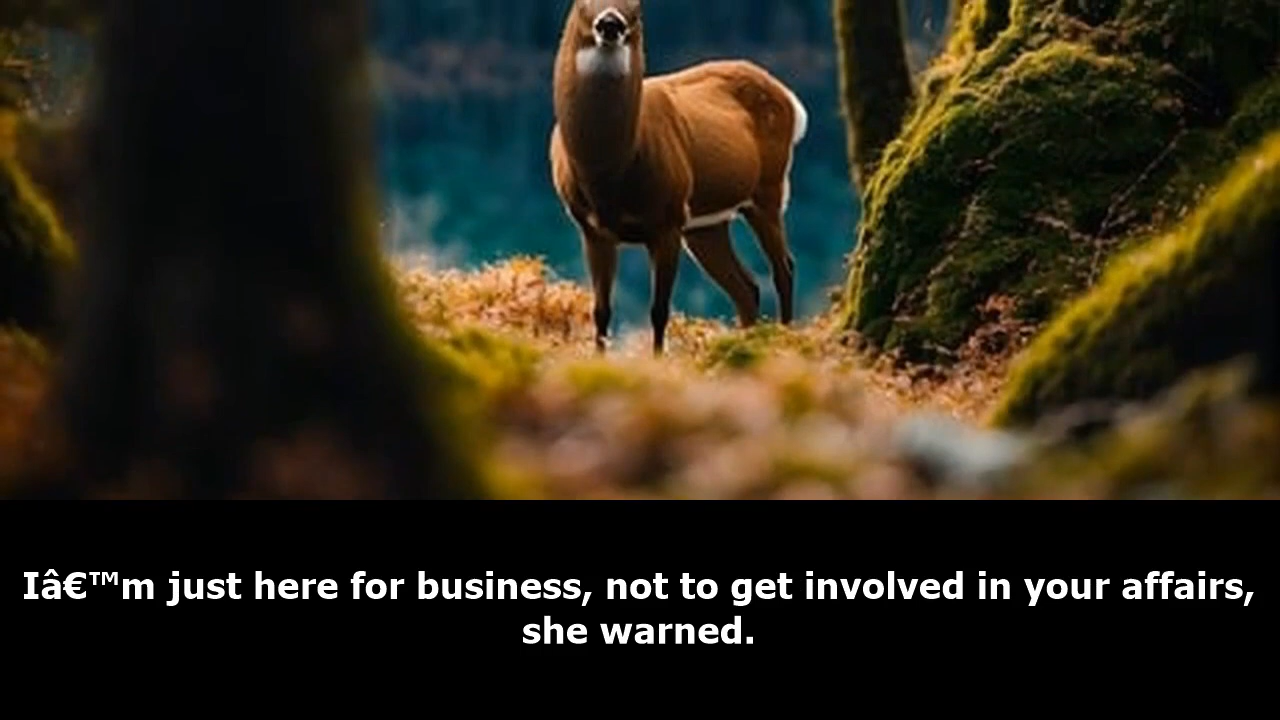 Iâ€™m just here for business, not to get involved in your affairs,
she warned.